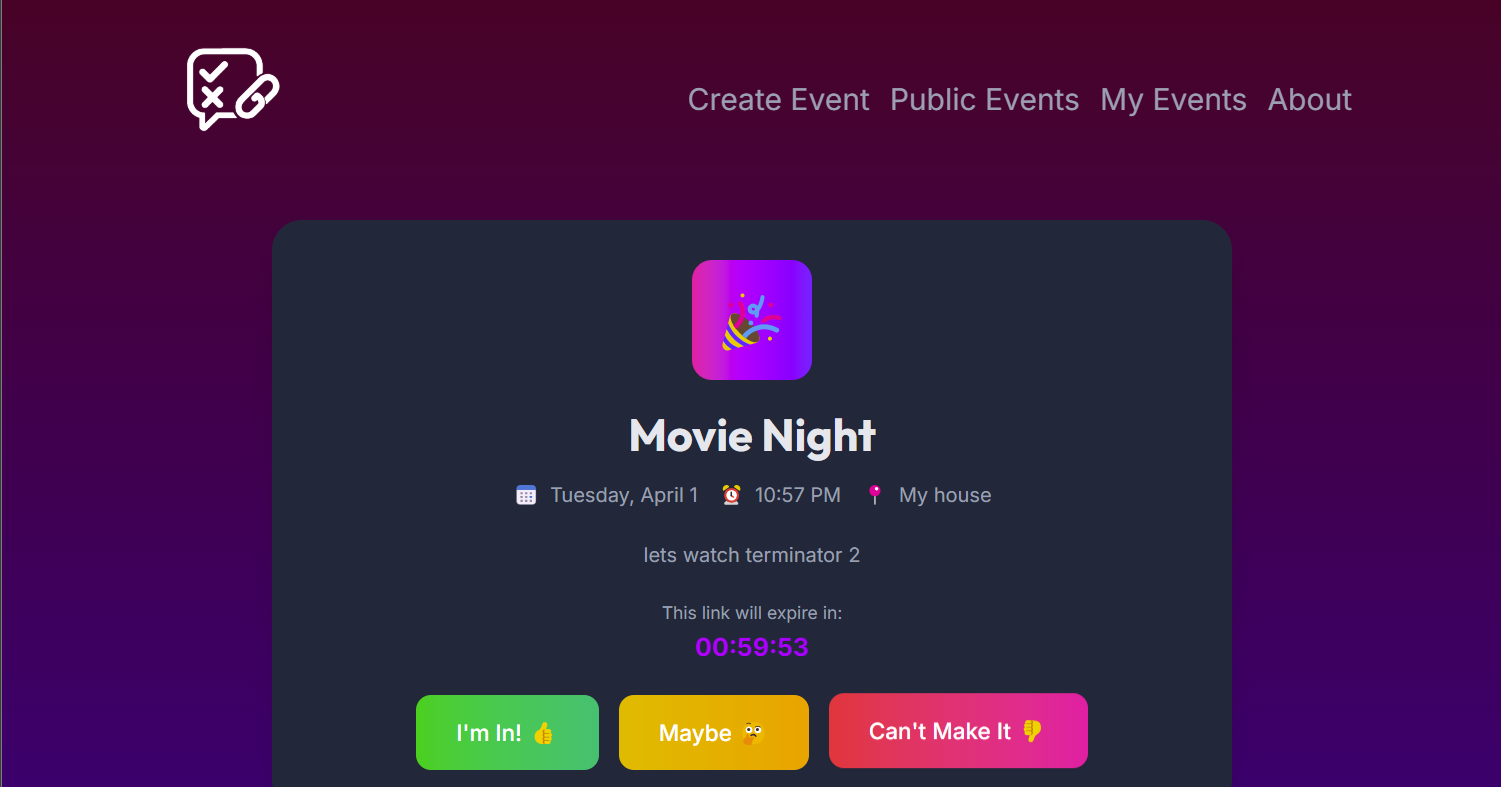 Create Event Public Events My Events About
Movie Night
Tuesday, April 1 10:57 PM My house
lets watch terminator 2
This link will expire in:
00:59:53
I'm In! 👍 Maybe 🤔 Can't Make It 👎